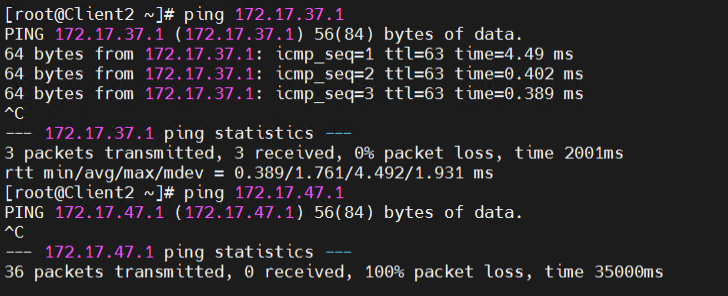 [root@Client2 ~]# ping 172.17.37.1
PING 172.17.37.1 (172.17.37.1) 56(84) bytes of data.
64 bytes from 172.17.37.1: icmp_seq=1 ttl=63 time=4.49 ms
64 bytes from 172.17.37.1: icmp_seq=2 ttl=63 time=0.402 ms
64 bytes from 172.17.37.1: icmp_seq=3 ttl=63 time=0.389 ms
^C
--- 172.17.37.1 ping statistics ---
3 packets transmitted, 3 received, 0% packet loss, time 2001ms
rtt min/avg/max/mdev = 0.389/1.761/4.492/1.931 ms
[root@Client2 ~]# ping 172.17.47.1
PING 172.17.47.1 (172.17.47.1) 56(84) bytes of data.
^C
--- 172.17.47.1 ping statistics ---
36 packets transmitted, 0 received, 100% packet loss, time 35000ms